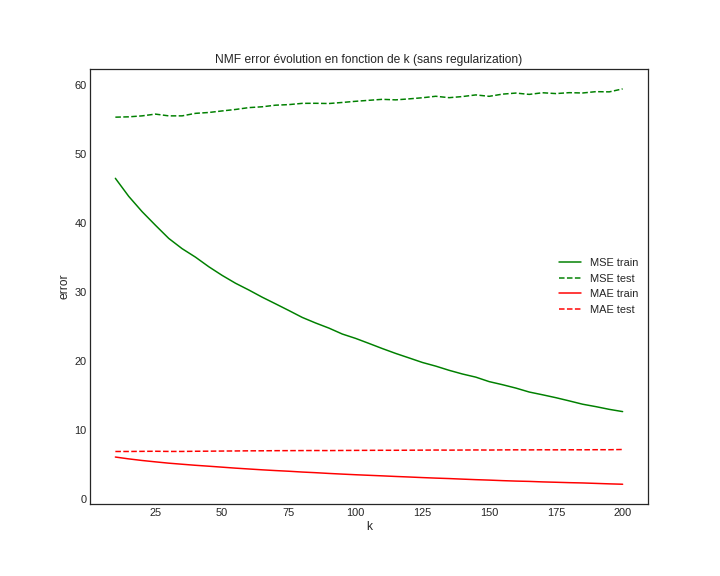 NMF error évolution en fonction de k (sans regularization)
60
50
40
30
20
10
0
error
MSE train
MSE test
MAE train
MAE test
25 50 75 100 125 150 175 200
k